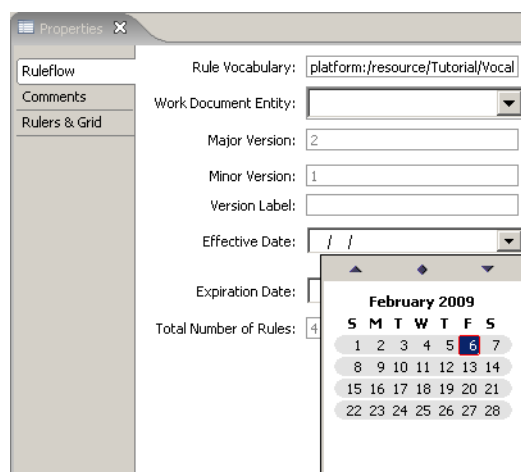 Properties
Ruleflow
Comments
Rulers & Grid
Rule Vocabulary: platform:/resource/Tutorial/Vocal
Work Document Entity:
Major Version: 2
Minor Version: 1
Version Label:
Effective Date: / /
Expiration Date:
Total Number of Rules: 4
February 2009
S M T W T F S
1 2 3 4 5 6 7
8 9 10 11 12 13 14
15 16 17 18 19 20 21
22 23 24 25 26 27 28